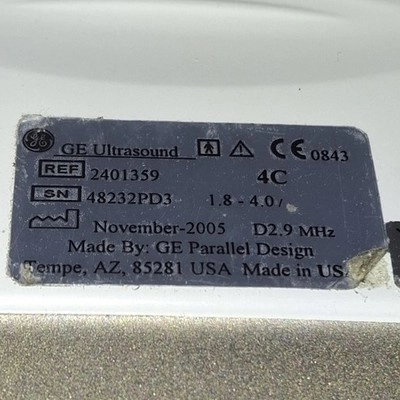 GE Ultrasound CE 0843
REF 2401359 4C
SN 48232PD3 1.8 - 4.0 /
November-2005 D2.9 MHz
Made By: GE Parallel Design
Tempe, AZ, 85281 USA Made in US